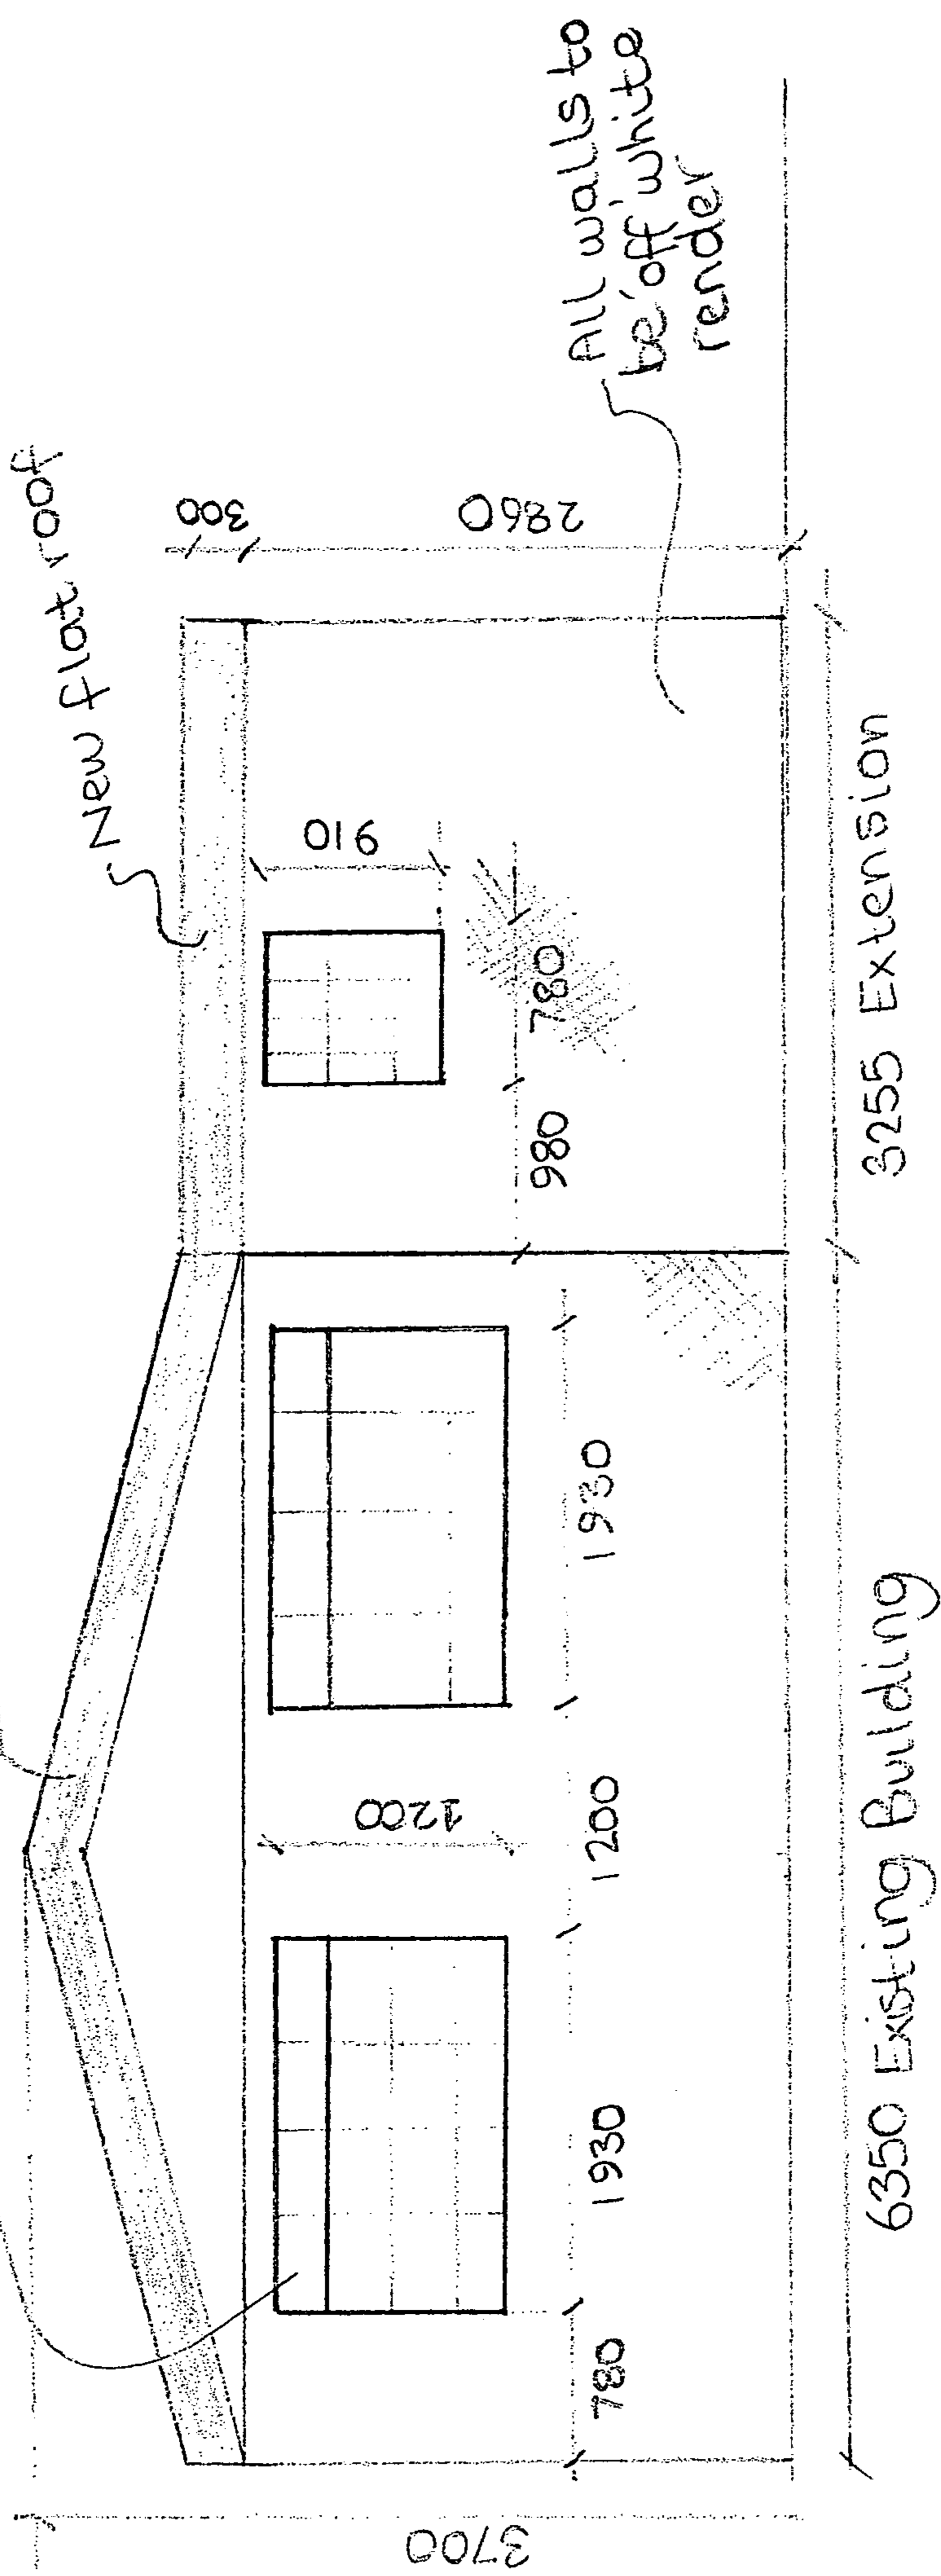 New flat roof
All walls to
be 'off' white
render
300
2860
910
780
980
1930
1200
1200
1930
780
3700
3255 Extension
6350 Existing Building